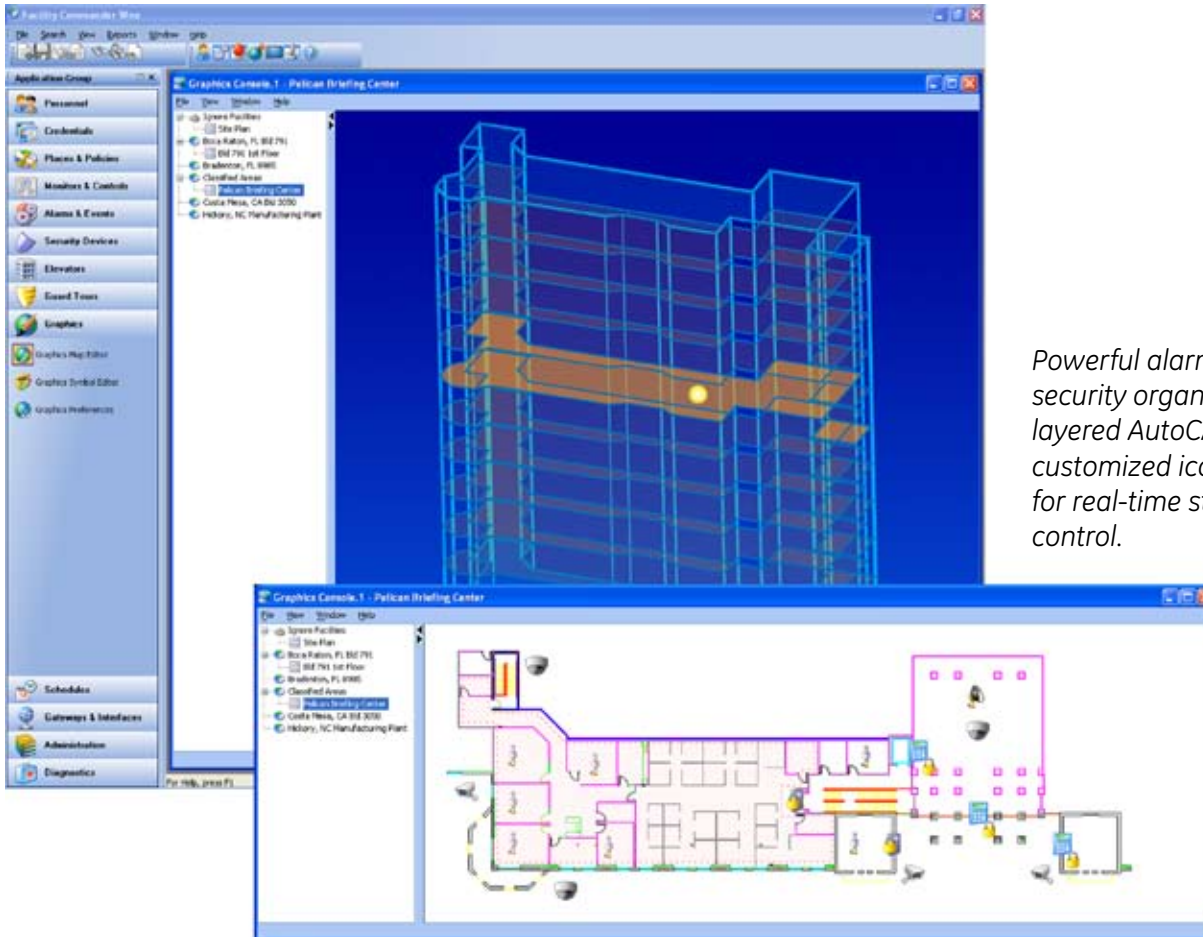 Facility Commander Wnx
File Search View Reports Window Help
Application Group
Personnel
Credentials
Places & Policies
Monitors & Controls
Alarms & Events
Security Devices
Elevators
Guard Tours
Graphics
Graphics Map Editor
Graphics Symbol Editor
Graphics Preferences
Schedules
Gateways & Interfaces
Administration
Diagnostics
For Help, press F1
Graphics Console.1 - Pelican Briefing Center
File View Window Help
Ignore Facilities
Site Plan
Boca Raton, FL Bld 791
Bld 791 1st Floor
Bradenton, FL 8985
Classified Areas
Pelican Briefing Center
Costa Mesa, CA Bld 3050
Hickory, NC Manufacturing Plant
Powerful alarm
security organ
layered AutoCA
customized ico
for real-time st
control.
Graphics Console.1 - Pelican Briefing Center
File View Window Help
Ignore Facilities
Site Plan
Boca Raton, FL Bld 791
Bld 791 1st Floor
Bradenton, FL 8985
Classified Areas
Pelican Briefing Center
Costa Mesa, CA Bld 3050
Hickory, NC Manufacturing Plant